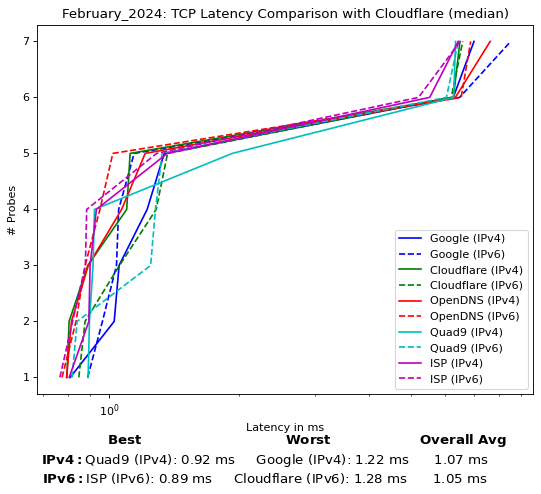 February_2024: TCP Latency Comparison with Cloudflare (median)
7
6
5
4
3
2
1
# Probes
10^0
Latency in ms
Google (IPv4)
Google (IPv6)
Cloudflare (IPv4)
Cloudflare (IPv6)
OpenDNS (IPv4)
OpenDNS (IPv6)
Quad9 (IPv4)
Quad9 (IPv6)
ISP (IPv4)
ISP (IPv6)
Best Worst Overall Avg
IPv4: Quad9 (IPv4): 0.92 ms Google (IPv4): 1.22 ms 1.07 ms
IPv6: ISP (IPv6): 0.89 ms Cloudflare (IPv6): 1.28 ms 1.05 ms